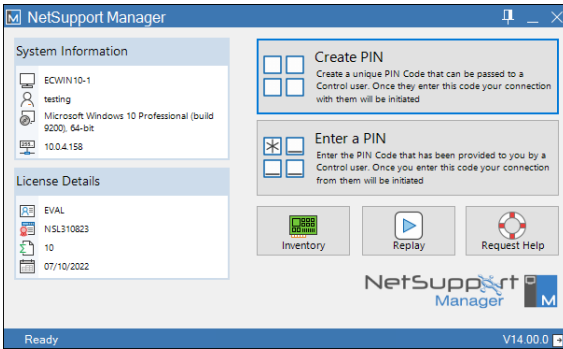 M NetSupport Manager
System Information
ECWIN10-1
testing
Microsoft Windows 10 Professional (build
9200), 64-bit
10.0.4.158
License Details
EVAL
NSL310823
10
07/10/2022
Create PIN
Create a unique PIN Code that can be passed to a
Control user. Once they enter this code your connection
with them will be initiated
Enter a PIN
Enter the PIN Code that has been provided to you by a
Control user. Once you enter this code your connection
from them will be initiated
Inventory
Replay
Request Help
NetSupport
Manager
M
Ready
V14.00.0